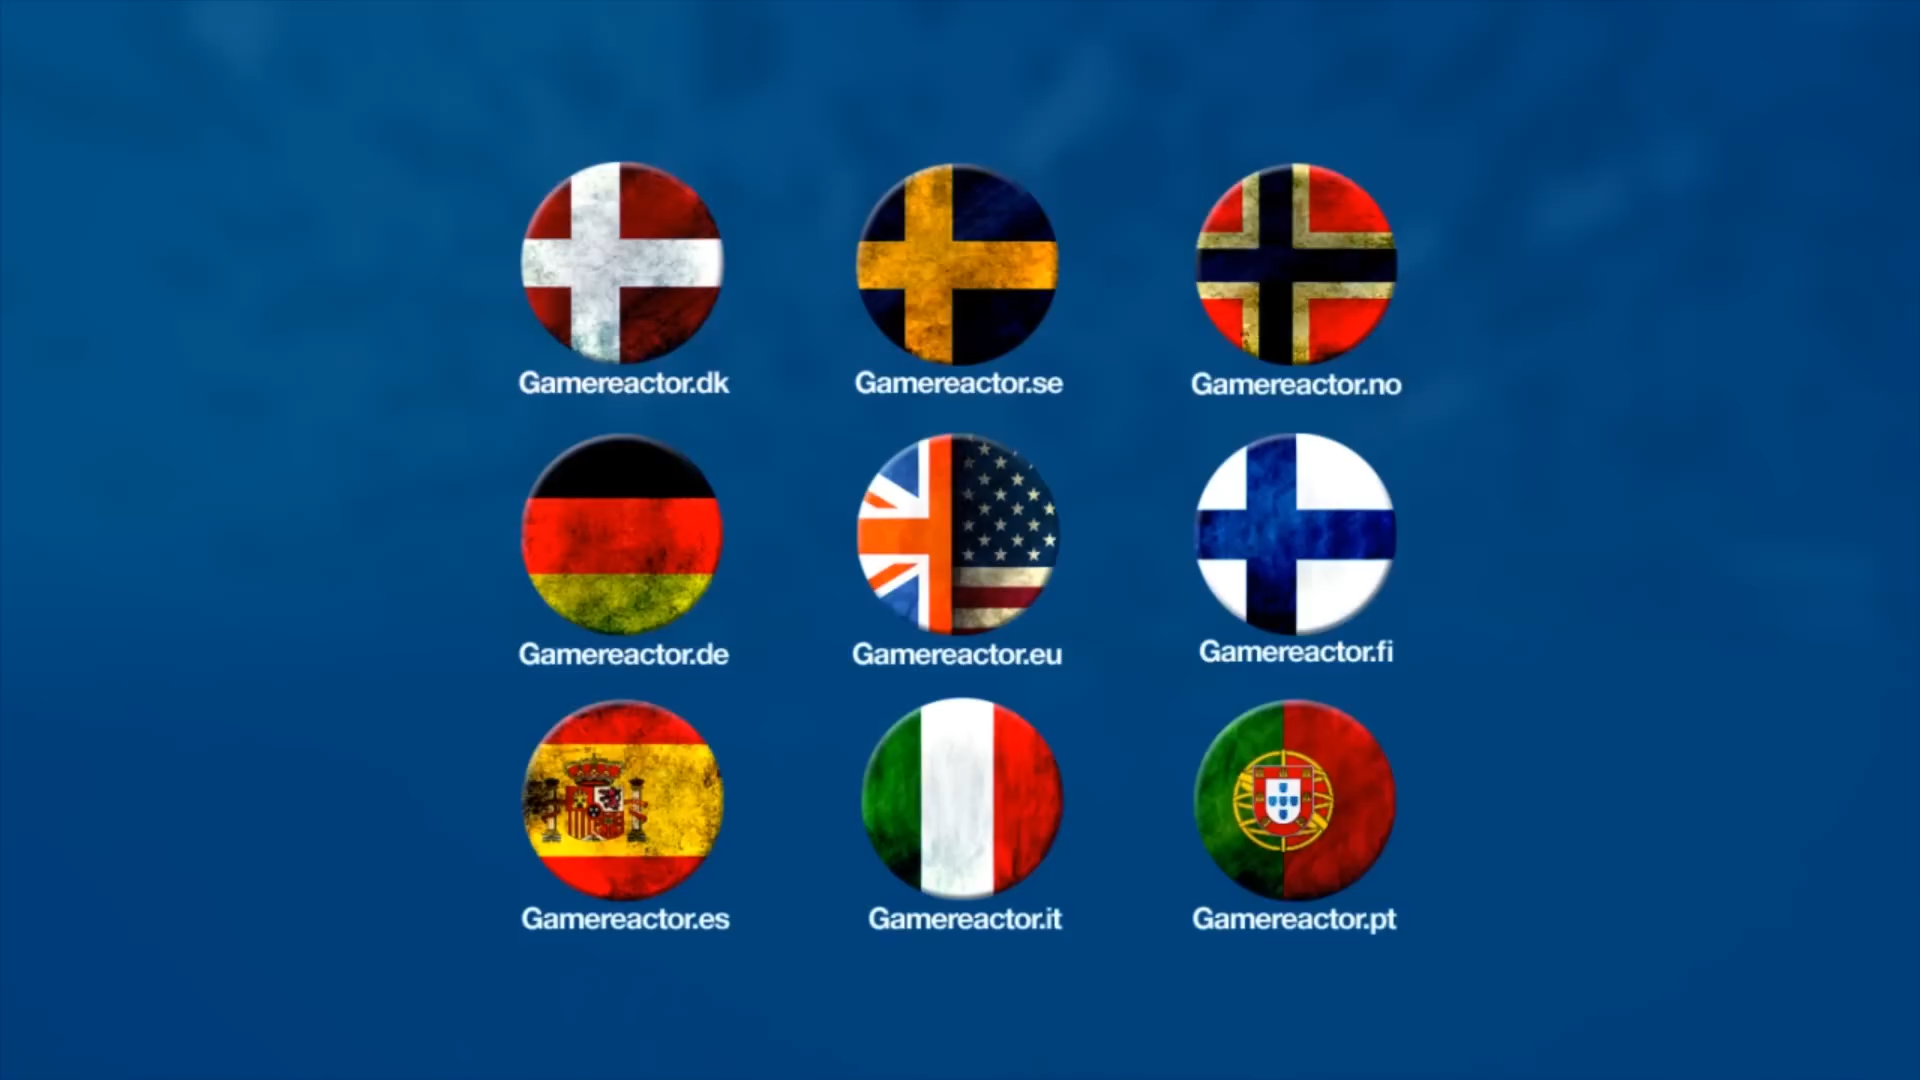 Gamereactor.dk
Gamereactor.se
Gamereactor.no
Gamereactor.de
Gamereactor.eu
Gamereactor.fi
Gamereactor.es
Gamereactor.it
Gamereactor.pt